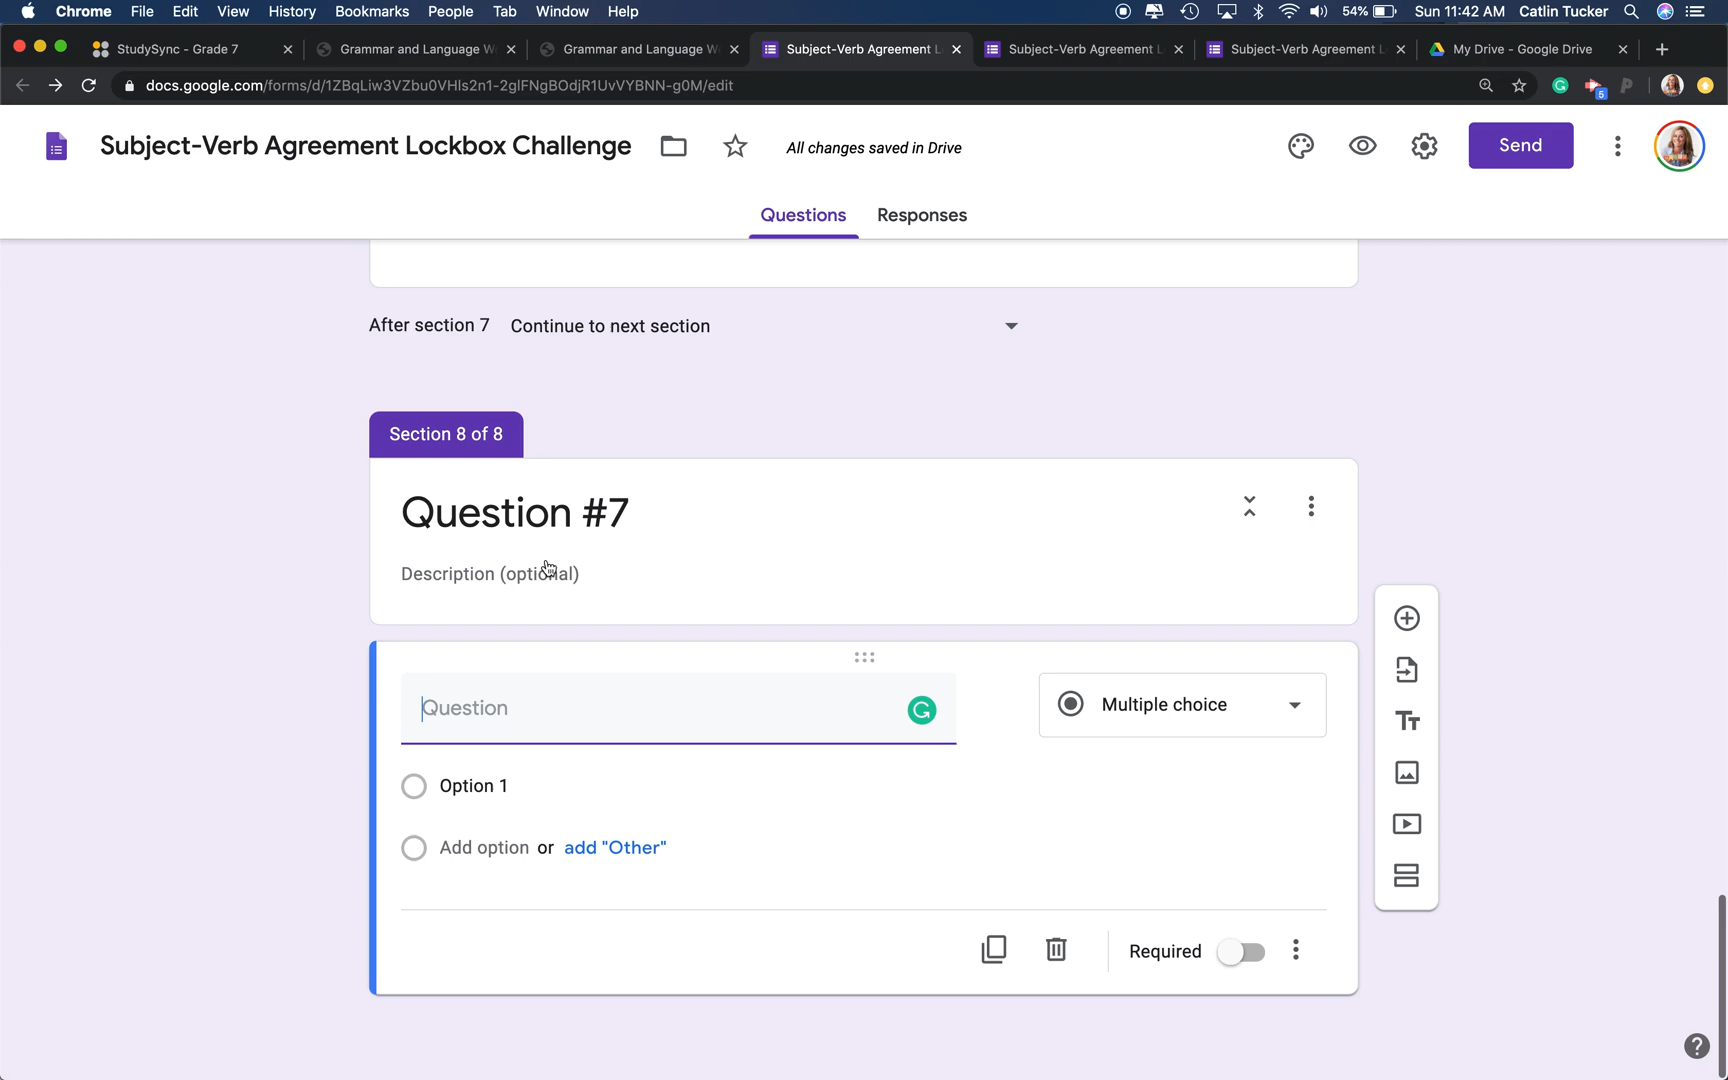 Chrome File Edit View History Bookmarks People Tab Window Help 54% Sun 11:42 AM Catlin Tucker
StudySync - Grade 7 Grammar and Language W Grammar and Language W Subject-Verb Agreement L Subject-Verb Agreement L Subject-Verb Agreement L My Drive - Google Drive
docs.google.com/forms/d/1ZBqLiw3VZbu0VHIs2n1-2glFNgBOdjR1UvVYBNN-g0M/edit 5
Subject-Verb Agreement Lockbox Challenge All changes saved in Drive Send
Questions Responses
After section 7 Continue to next section
Section 8 of 8
Question #7
Description (optional)
Question Multiple choice
Option 1
Add option or add "Other"
Required